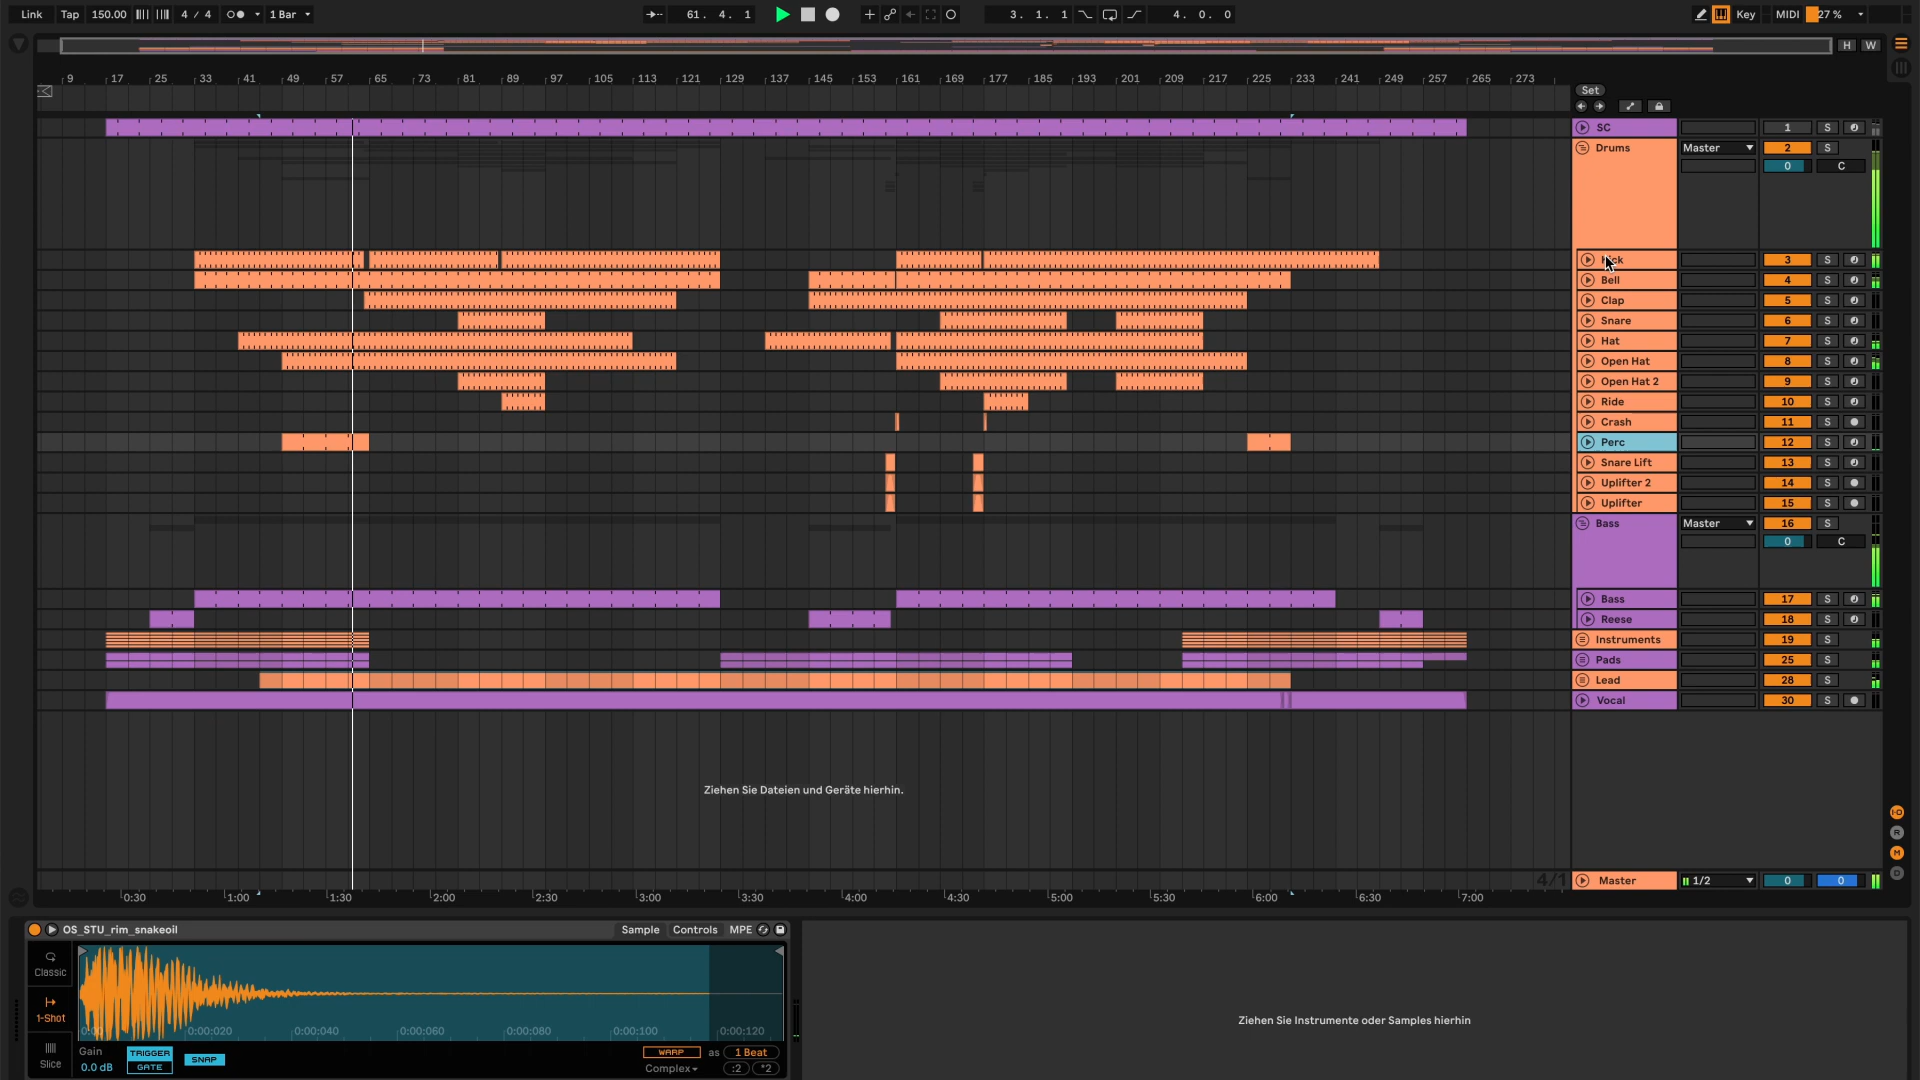 Link Tap 150.00 4 / 4 1 Bar 61. 4. 1 3. 1. 1 4. 0. 0 Key MIDI 27 %
H W
9 17 25 33 41 49 57 65 73 81 89 97 105 113 121 129 137 145 153 161 169 177 185 193 201 209 217 225 233 241 249 257 265 273
Set
SC 1 S
Drums Master 2 S
0 C
Kick 3 S
Bell 4 S
Clap 5 S
Snare 6 S
Hat 7 S
Open Hat 8 S
Open Hat 2 9 S
Ride 10 S
Crash 11 S
Perc 12 S
Snare Lift 13 S
Uplifter 2 14 S
Uplifter 15 S
Bass Master 16 S
0 C
Bass 17 S
Reese 18 S
Instruments 19 S
Pads 25 S
Lead 28 S
Vocal 30 S
Ziehen Sie Dateien und Geräte hierhin.
I·O
R
M
D
4/1 Master 1/2 0 0
0:30 1:00 1:30 2:00 2:30 3:00 3:30 4:00 4:30 5:00 5:30 6:00 6:30 7:00
OS_STU_rim_snakeoil Sample Controls MPE
Classic
1-Shot
Slice
0:00 0:00:020 0:00:040 0:00:060 0:00:080 0:00:100 0:00:120
Gain TRIGGER SNAP WARP as 1 Beat
0.0 dB GATE Complex :2 *2
Ziehen Sie Instrumente oder Samples hierhin